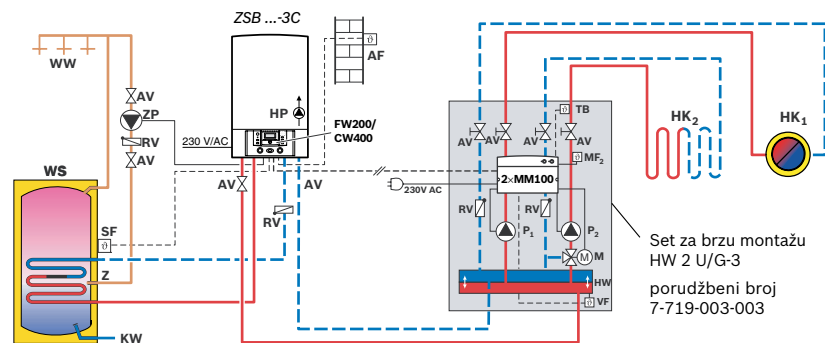 ZSB ...-3C
WW
AV
ZP
RV
AV
230 V/AC
HP
FW200/
CW400
AF
WS
SF
Z
KW
AV
AV
RV
TB
AV
AV
AV
AV
MF2
2×MM100
230V AC
RV
RV
P1
P2
M
M
HW
VF
HK2
HK1
Set za brzu montažu
HW 2 U/G-3
porudžbeni broj
7-719-003-003